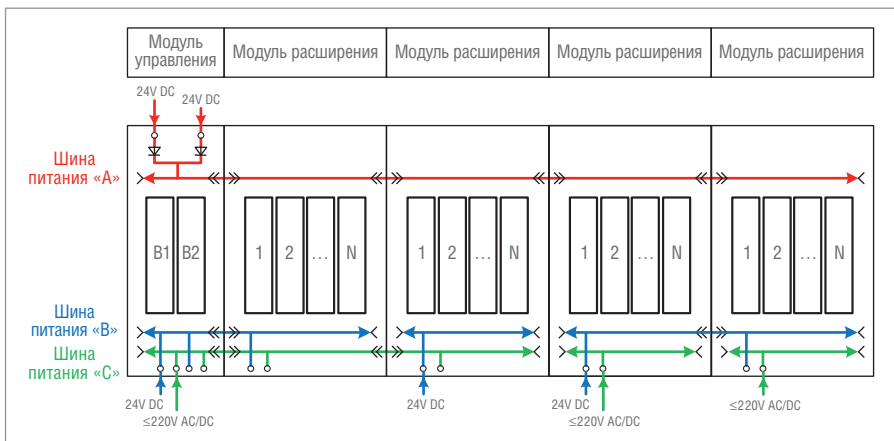 Модуль
управления
Модуль расширения
Модуль расширения
Модуль расширения
Модуль расширения
24V DC
24V DC
Шина
питания «А»
B1
B2
1
2
...
N
1
2
...
N
1
2
...
N
1
2
...
N
Шина
питания «B»
Шина
питания «C»
24V DC
≤220V AC/DC
24V DC
24V DC
≤220V AC/DC
≤220V AC/DC